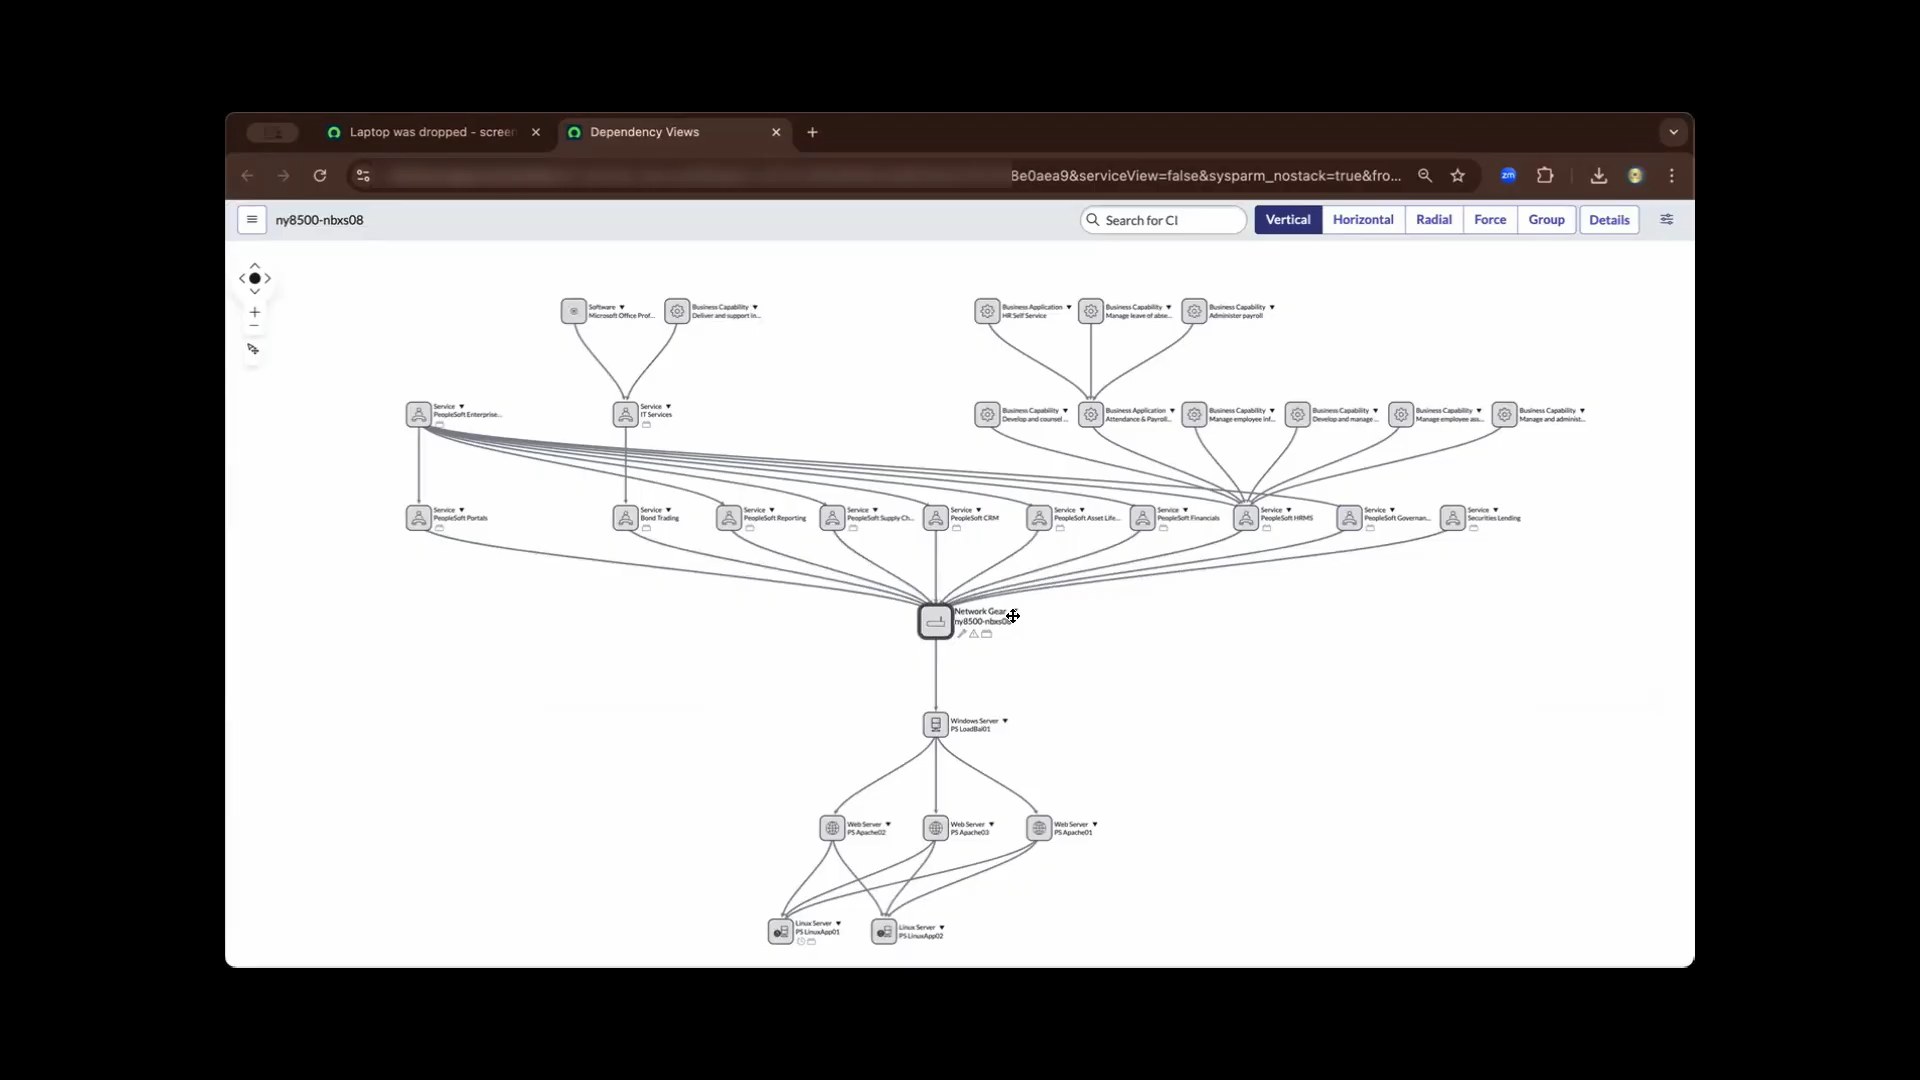 Laptop was dropped - screen
Dependency Views
8e0aea9&serviceView=false&sysparm_nostack=true&fro...
zm
ny8500-nbxs08
Search for CI
Vertical
Horizontal
Radial
Force
Group
Details
Software
Microsoft Office Prof...
Business Capability
Deliver and support in...
Business Application
HR Self Service
Business Capability
Manage leave of abse...
Business Capability
Administer payroll
Service
PeopleSoft Enterprise...
Service
IT Services
Business Capability
Develop and counsel ...
Business Application
Attendance & Payroll...
Business Capability
Manage employee inf...
Business Capability
Develop and manage ...
Business Capability
Manage employee ass...
Business Capability
Manage and administ...
Service
PeopleSoft Portals
Service
Bond Trading
Service
PeopleSoft Reporting
Service
PeopleSoft Supply Ch...
Service
PeopleSoft CRM
Service
PeopleSoft Asset Life...
Service
PeopleSoft Financials
Service
PeopleSoft HRMS
Service
PeopleSoft Governan...
Service
Securities Lending
Network Gear
ny8500-nbxs08
Windows Server
PS LoadBal01
Web Server
PS Apache02
Web Server
PS Apache03
Web Server
PS Apache01
Linux Server
PS LinuxApp01
Linux Server
PS LinuxApp02